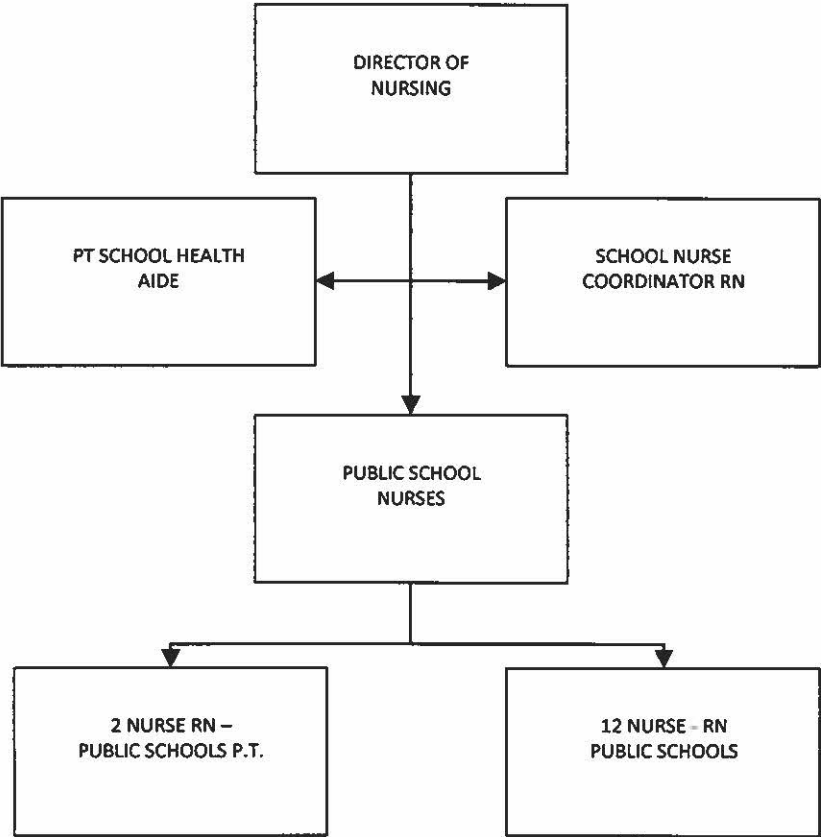 DIRECTOR OF
NURSING
PT SCHOOL HEALTH
AIDE
SCHOOL NURSE
COORDINATOR RN
PUBLIC SCHOOL
NURSES
2 NURSE RN –
PUBLIC SCHOOLS P.T.
12 NURSE - RN
PUBLIC SCHOOLS